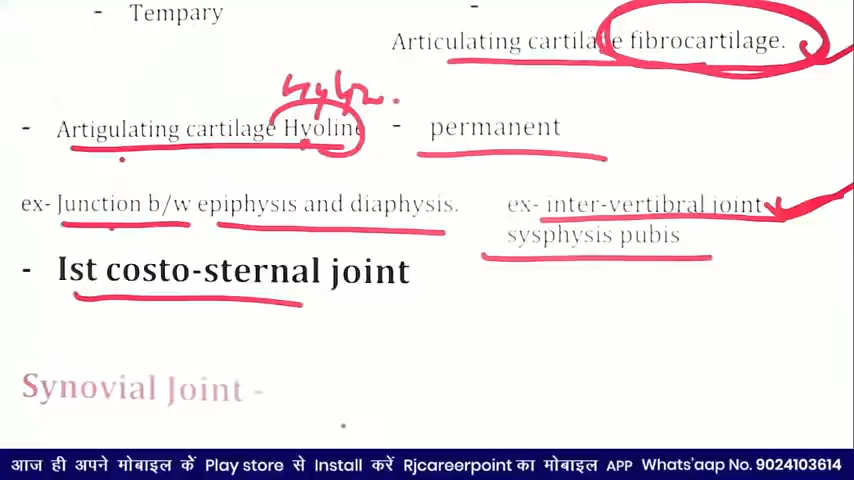 - Tempary
-
Articulating cartilage fibrocartilage.
- Artigulating cartilage Hyoline
- permanent
ex- Junction b/w epiphysis and diaphysis.
ex- inter-vertibral joint
sysphysis pubis
- Ist costo-sternal joint
Synovial Joint -
आज ही अपने मोबाइल कें Play store से Install करें Rjcareerpoint का मोबाइल APP Whats'aap No. 9024103614